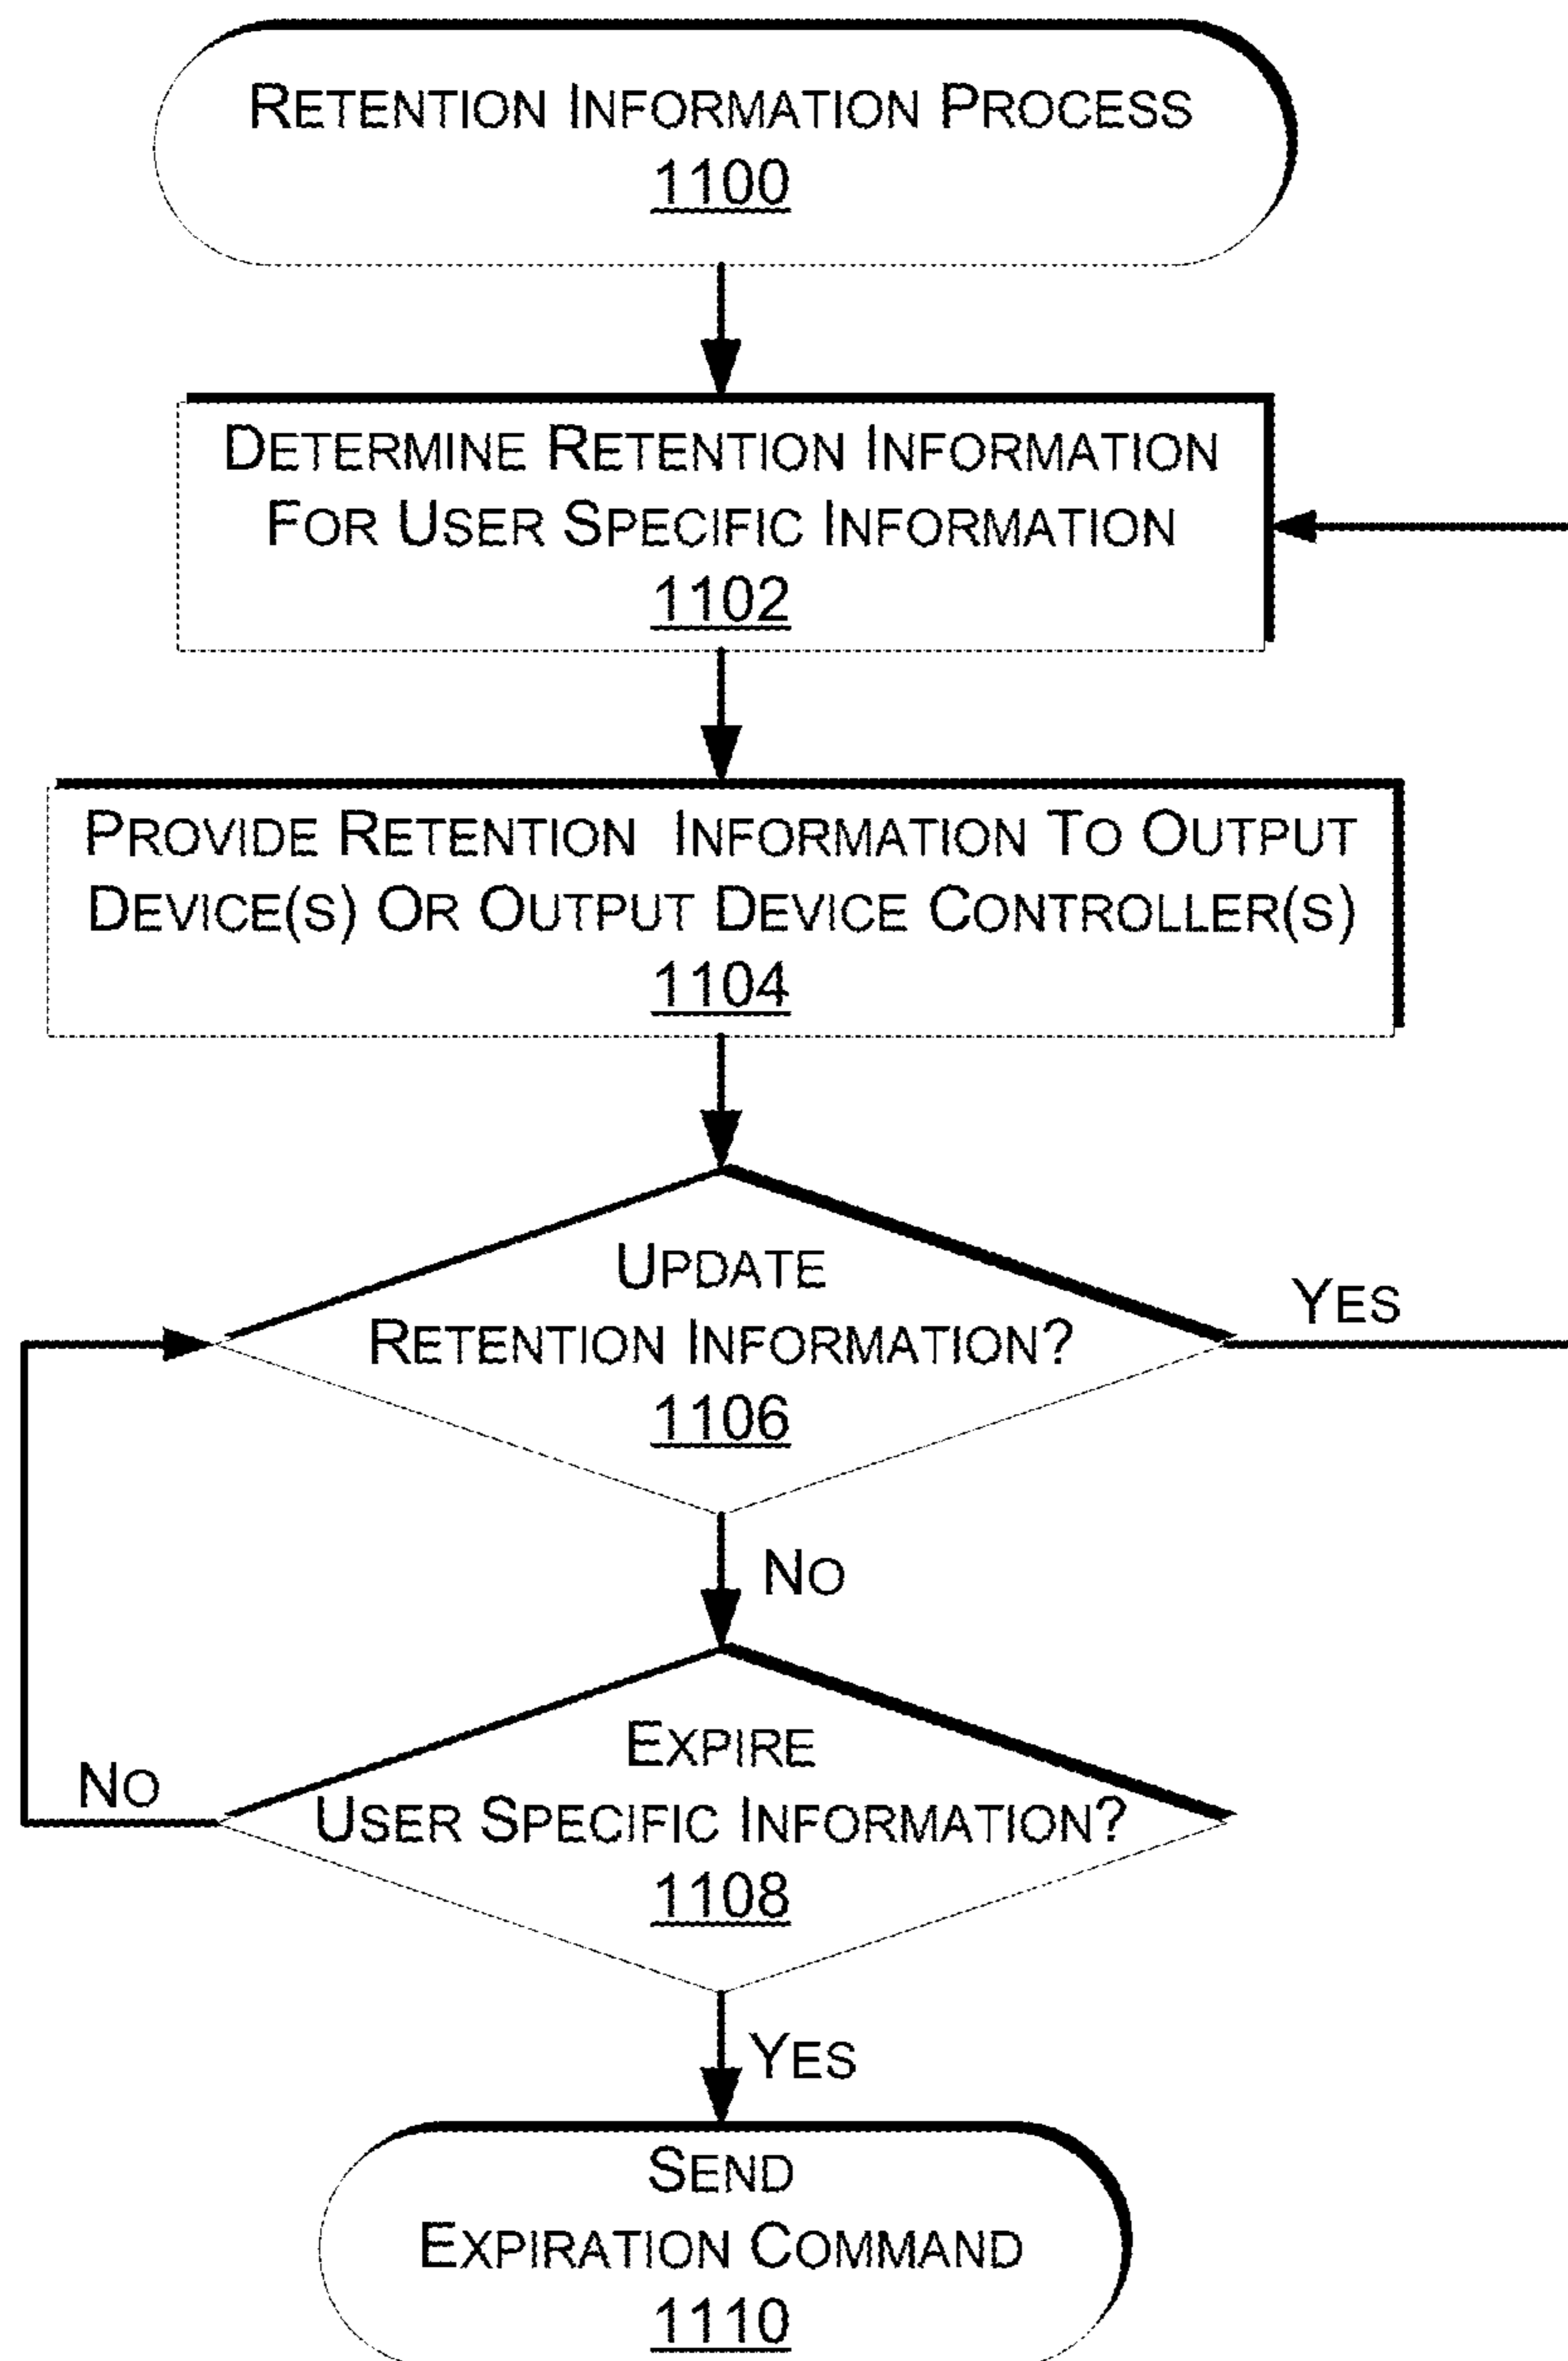 RETENTION INFORMATION PROCESS
1100
DETERMINE RETENTION INFORMATION
FOR USER SPECIFIC INFORMATION
1102
PROVIDE RETENTION INFORMATION TO OUTPUT
DEVICE(S) OR OUTPUT DEVICE CONTROLLER(S)
1104
UPDATE
RETENTION INFORMATION?
1106
YES
NO
EXPIRE
USER SPECIFIC INFORMATION?
1108
NO
YES
SEND
EXPIRATION COMMAND
1110